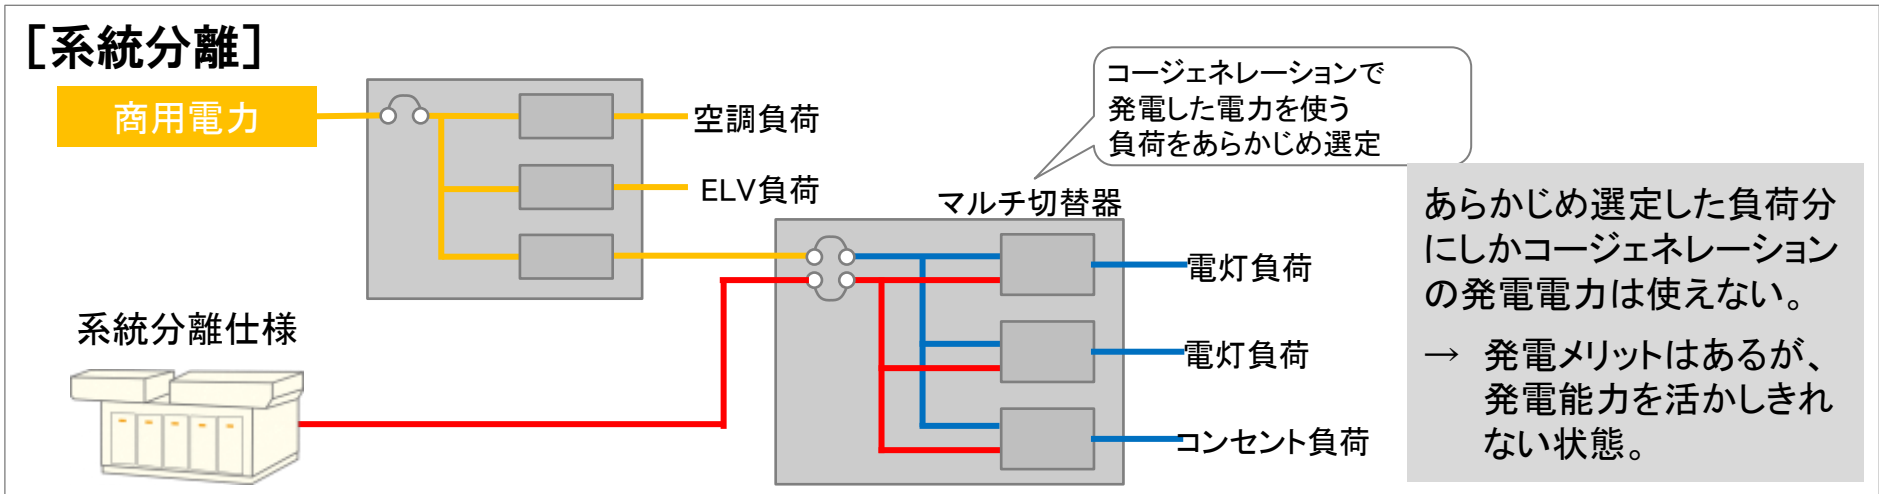 ［系統分離］
商用電力
空調負荷
ELV負荷
コージェネレーションで
発電した電力を使う
負荷をあらかじめ選定
マルチ切替器
電灯負荷
電灯負荷
コンセント負荷
系統分離仕様
あらかじめ選定した負荷分
にしかコージェネレーション
の発電電力は使えない。
→ 発電メリットはあるが、
発電能力を活かしきれ
ない状態。